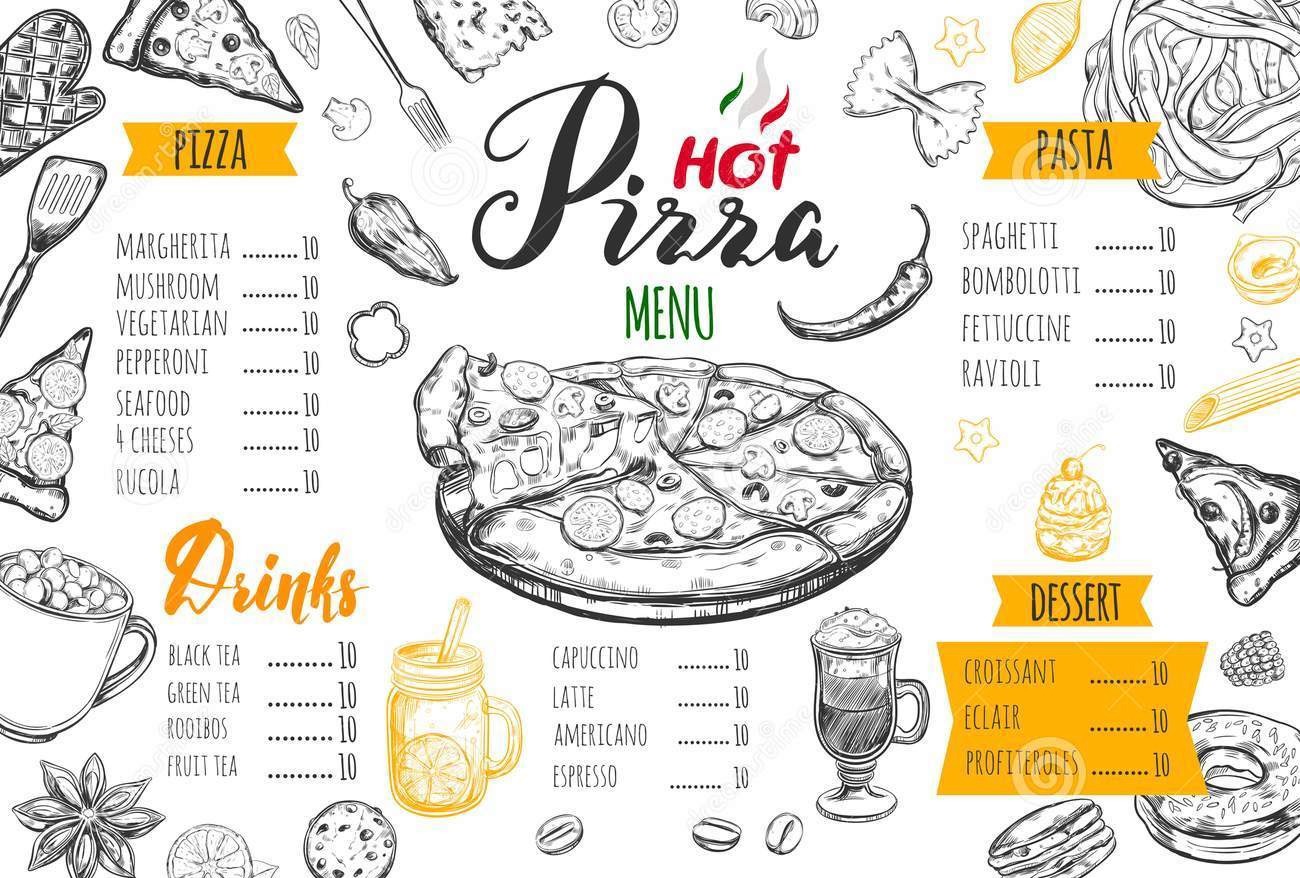 Hot
Pizza
MENU
PIZZA
MARGHERITA .......... 10
MUSHROOM .......... 10
VEGETARIAN .......... 10
PEPPERONI .......... 10
SEAFOOD .......... 10
4 CHEESES .......... 10
RUCOLA .......... 10
Drinks
BLACK TEA .......... 10
GREEN TEA .......... 10
ROOIBOS .......... 10
FRUIT TEA .......... 10
CAPUCCINO .......... 10
LATTE .......... 10
AMERICANO .......... 10
ESPRESSO .......... 10
PASTA
SPAGHETTI .......... 10
BOMBOLOTTI .......... 10
FETTUCCINE .......... 10
RAVIOLI .......... 10
DESSERT
CROISSANT .......... 10
ECLAIR .......... 10
PROFITEROLES .......... 10